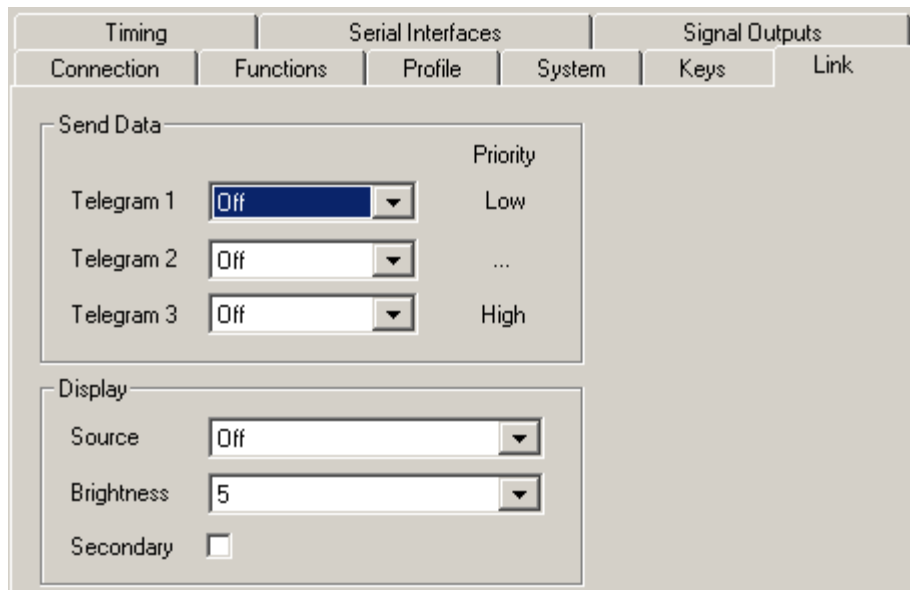 Timing Serial Interfaces Signal Outputs
Connection Functions Profile System Keys Link
Send Data
Priority
Telegram 1 Off Low
Telegram 2 Off ...
Telegram 3 Off High
Display
Source Off
Brightness 5
Secondary